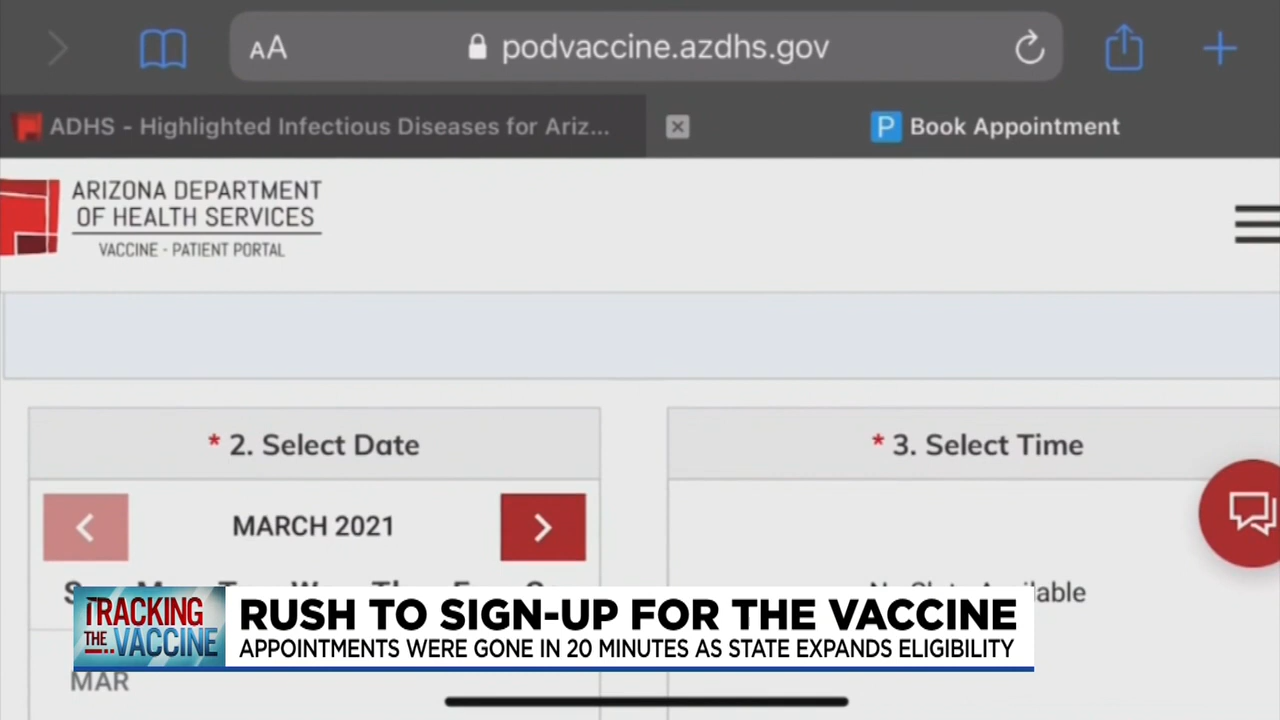 AA
podvaccine.azdhs.gov
ADHS - Highlighted Infectious Diseases for Ariz...
P Book Appointment
ARIZONA DEPARTMENT
OF HEALTH SERVICES
VACCINE - PATIENT PORTAL
* 2. Select Date
* 3. Select Time
MARCH 2021
TRACKING
THE VACCINE
RUSH TO SIGN-UP FOR THE VACCINE
APPOINTMENTS WERE GONE IN 20 MINUTES AS STATE EXPANDS ELIGIBILITY
MAR